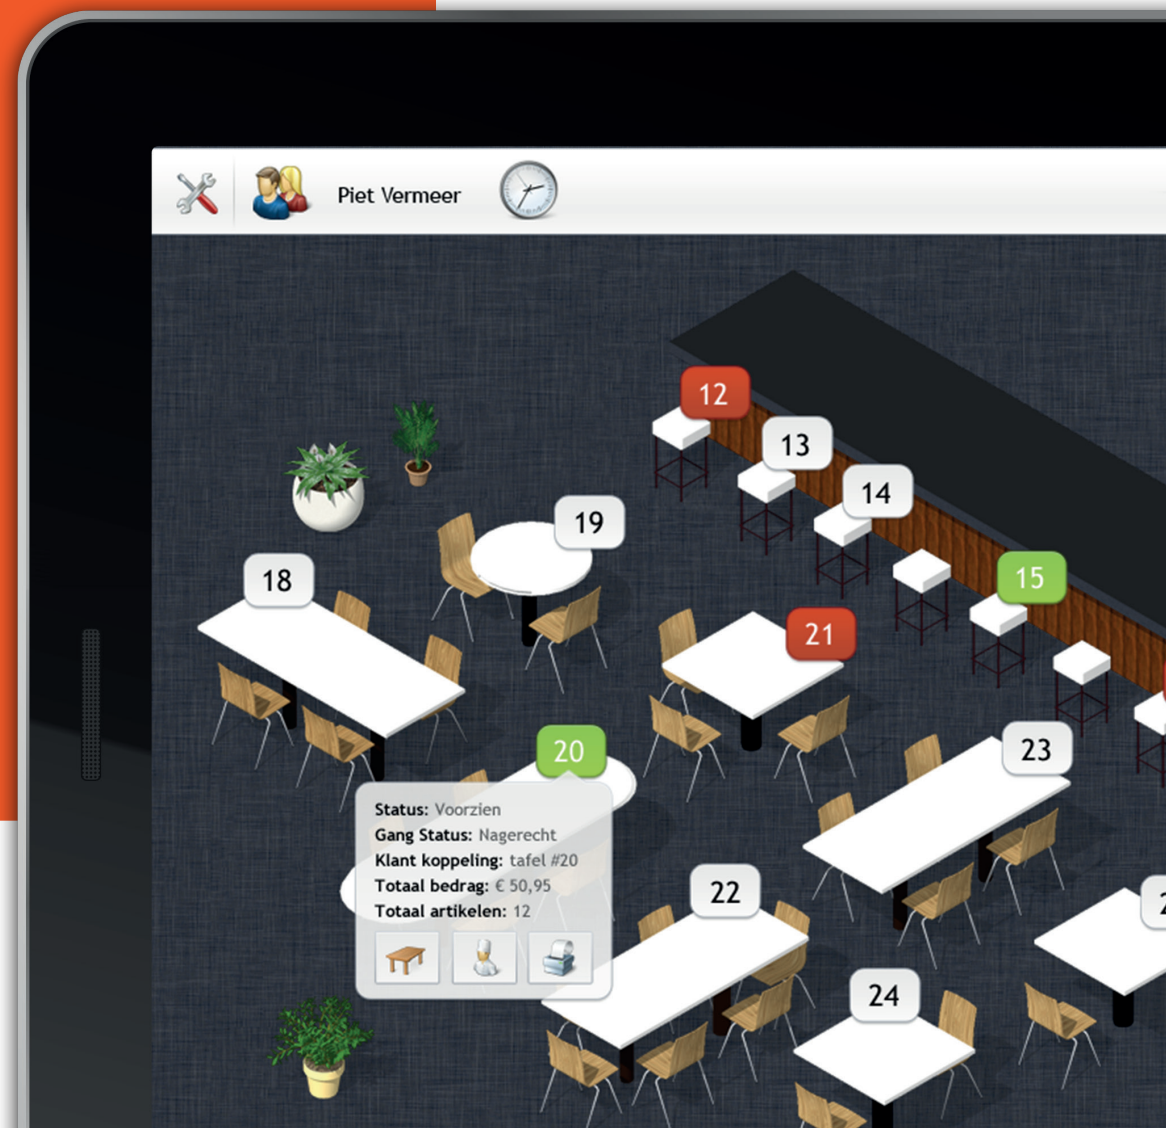 Piet Vermeer
12
13
14
19
15
18
21
20
23
Status: Voorzien
Gang Status: Nagerecht
Klant koppeling: tafel #20
Totaal bedrag: € 50,95
Totaal artikelen: 12
22
24